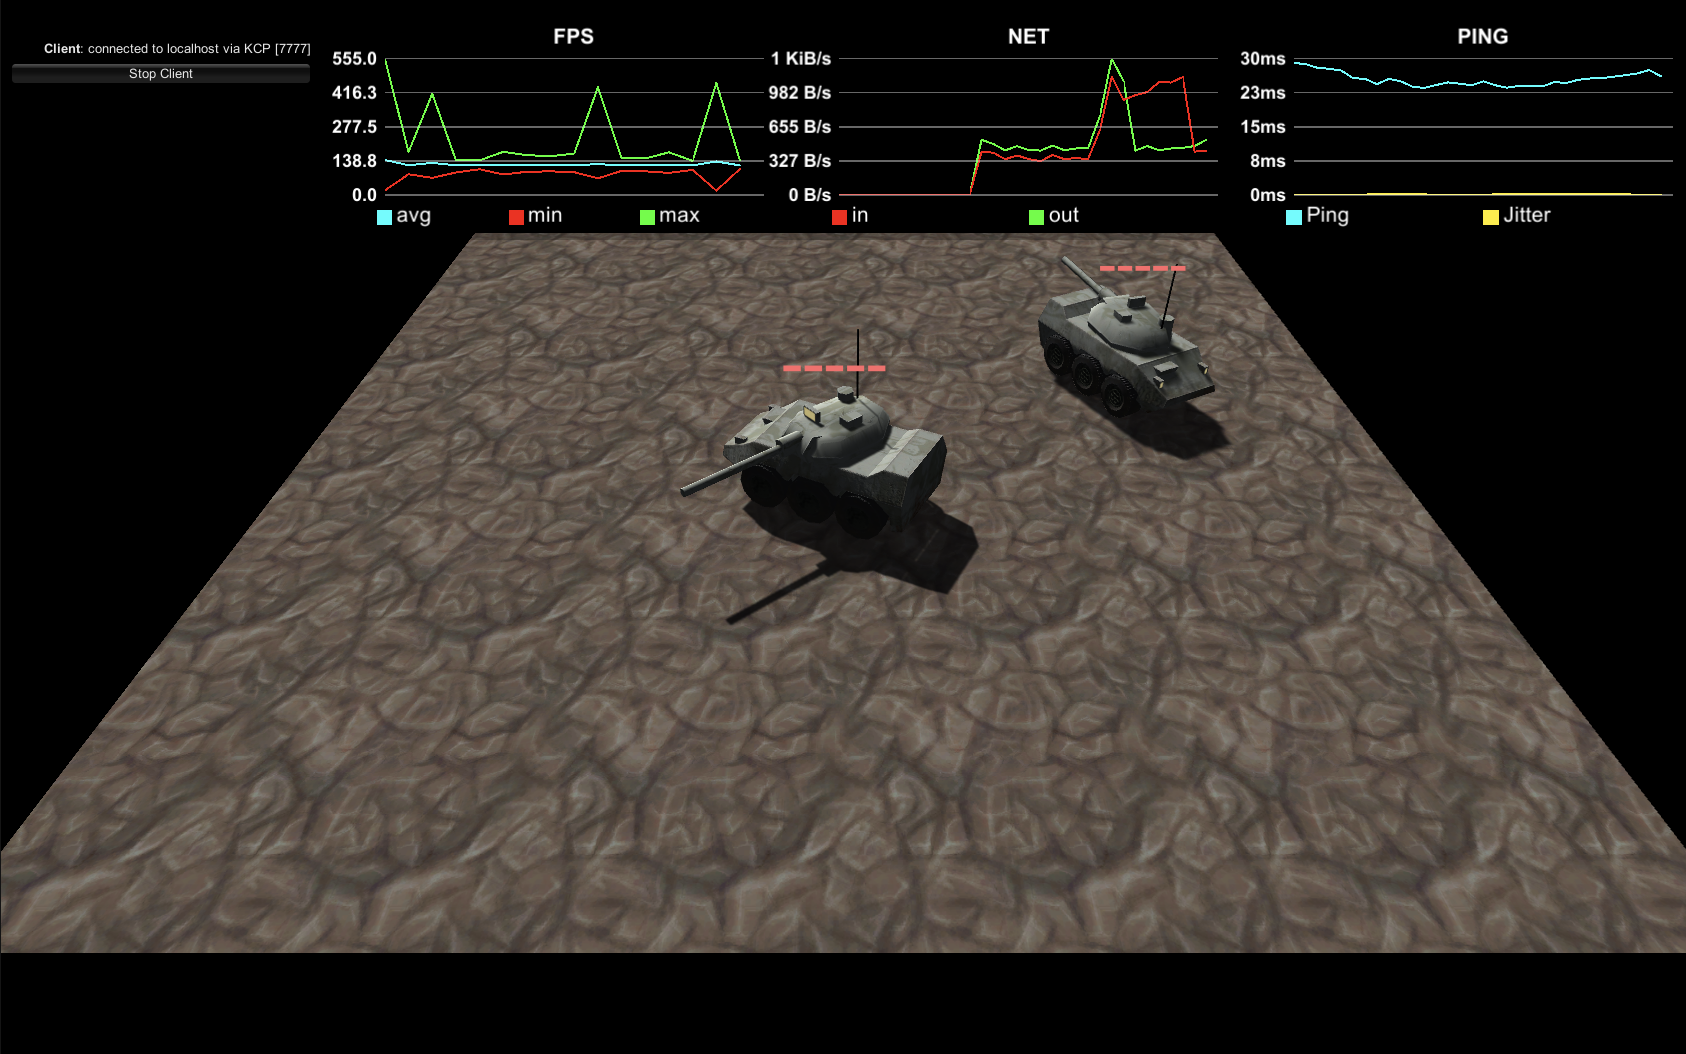 Client: connected to localhost via KCP [7777]
Stop Client
FPS
555.0
416.3
277.5
138.8
0.0
avg min max
NET
1 KiB/s
982 B/s
655 B/s
327 B/s
0 B/s
in out
PING
30ms
23ms
15ms
8ms
0ms
Ping Jitter